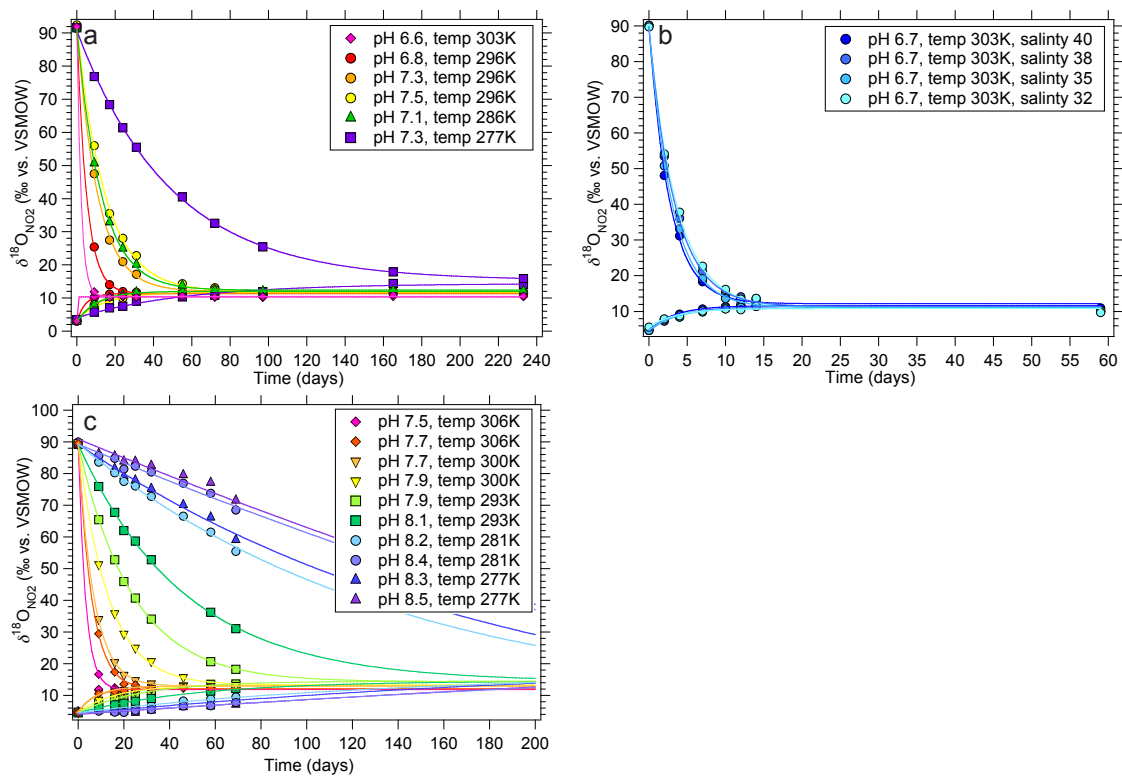 a
90
80
70
60
50
40
30
20
10
0
δ18ONO2 (‰ vs. VSMOW)
pH 6.6, temp 303K
pH 6.8, temp 296K
pH 7.3, temp 296K
pH 7.5, temp 296K
pH 7.1, temp 286K
pH 7.3, temp 277K
0 20 40 60 80 100 120 140 160 180 200 220 240
Time (days)
b
90
80
70
60
50
40
30
20
10
δ18ONO2 (‰ vs. VSMOW)
pH 6.7, temp 303K, salinity 40
pH 6.7, temp 303K, salinity 38
pH 6.7, temp 303K, salinity 35
pH 6.7, temp 303K, salinity 32
0 5 10 15 20 25 30 35 40 45 50 55 60
Time (days)
c
100
90
80
70
60
50
40
30
20
10
δ18ONO2 (‰ vs. VSMOW)
pH 7.5, temp 306K
pH 7.7, temp 306K
pH 7.7, temp 300K
pH 7.9, temp 300K
pH 7.9, temp 293K
pH 8.1, temp 293K
pH 8.2, temp 281K
pH 8.4, temp 281K
pH 8.3, temp 277K
pH 8.5, temp 277K
0 20 40 60 80 100 120 140 160 180 200
Time (days)